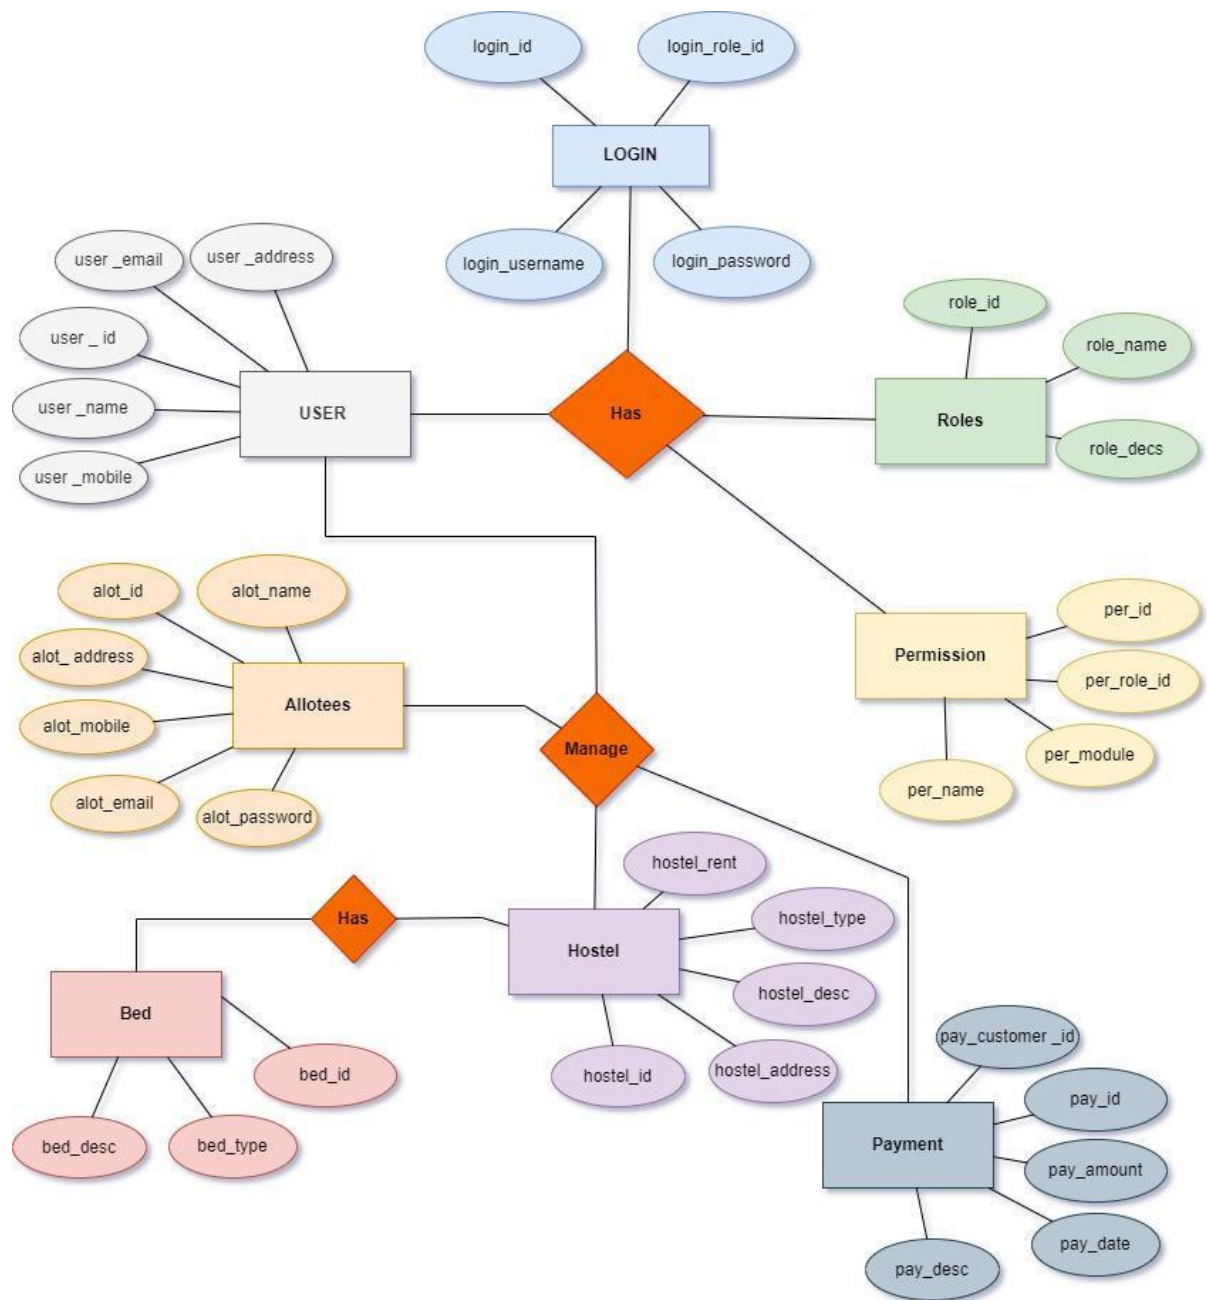 login_id
login_role_id
LOGIN
login_username
login_password
user _email
user _address
user _ id
user _name
user _mobile
USER
Has
role_id
role_name
Roles
role_decs
alot_id
alot_name
alot_ address
alot_mobile
Allotees
alot_email
alot_password
Manage
per_id
Permission
per_role_id
per_module
per_name
Has
hostel_rent
hostel_type
Hostel
hostel_desc
hostel_id
hostel_address
Bed
bed_id
bed_desc
bed_type
pay_customer _id
pay_id
Payment
pay_amount
pay_date
pay_desc